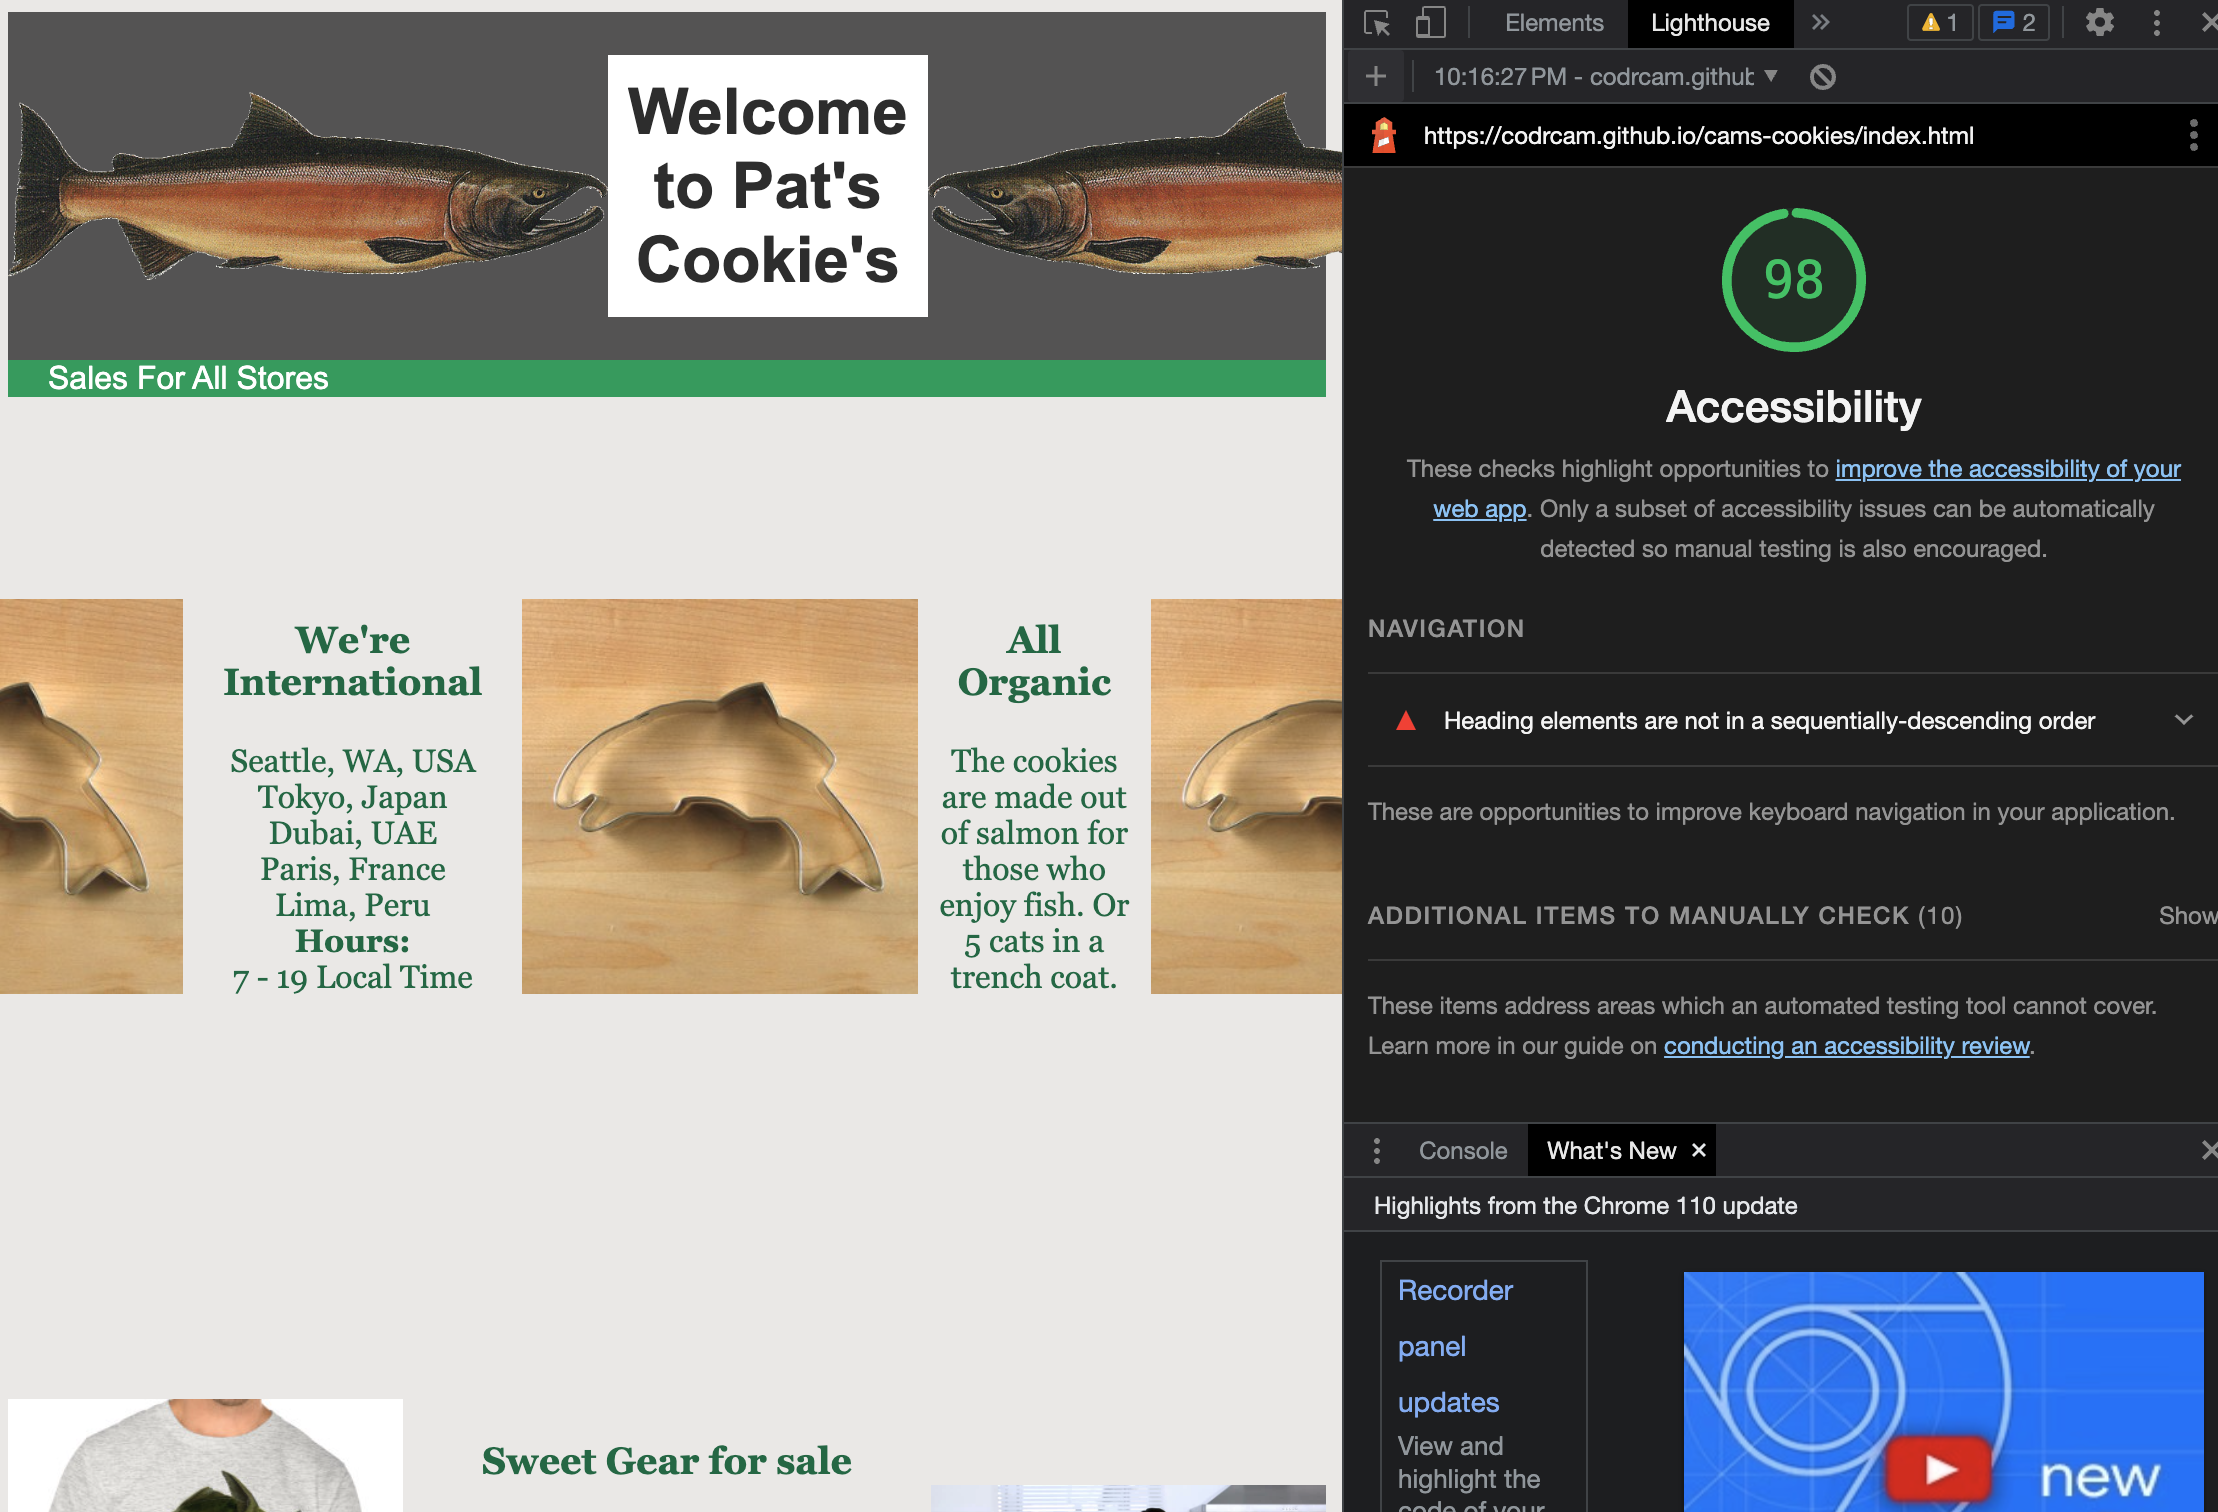 Welcome
to Pat's
Cookie's
Sales For All Stores
We're
International
Seattle, WA, USA
Tokyo, Japan
Dubai, UAE
Paris, France
Lima, Peru
Hours:
7 - 19 Local Time
All
Organic
The cookies
are made out
of salmon for
those who
enjoy fish. Or
5 cats in a
trench coat.
Sweet Gear for sale
Elements
Lighthouse
1
2
10:16:27 PM - codrcam.github
https://codrcam.github.io/cams-cookies/index.html
98
Accessibility
These checks highlight opportunities to improve the accessibility of your
web app. Only a subset of accessibility issues can be automatically
detected so manual testing is also encouraged.
NAVIGATION
Heading elements are not in a sequentially-descending order
These are opportunities to improve keyboard navigation in your application.
ADDITIONAL ITEMS TO MANUALLY CHECK (10)
Show
These items address areas which an automated testing tool cannot cover.
Learn more in our guide on conducting an accessibility review.
Console
What's New
Highlights from the Chrome 110 update
Recorder
panel
updates
View and
highlight the
code of your
new